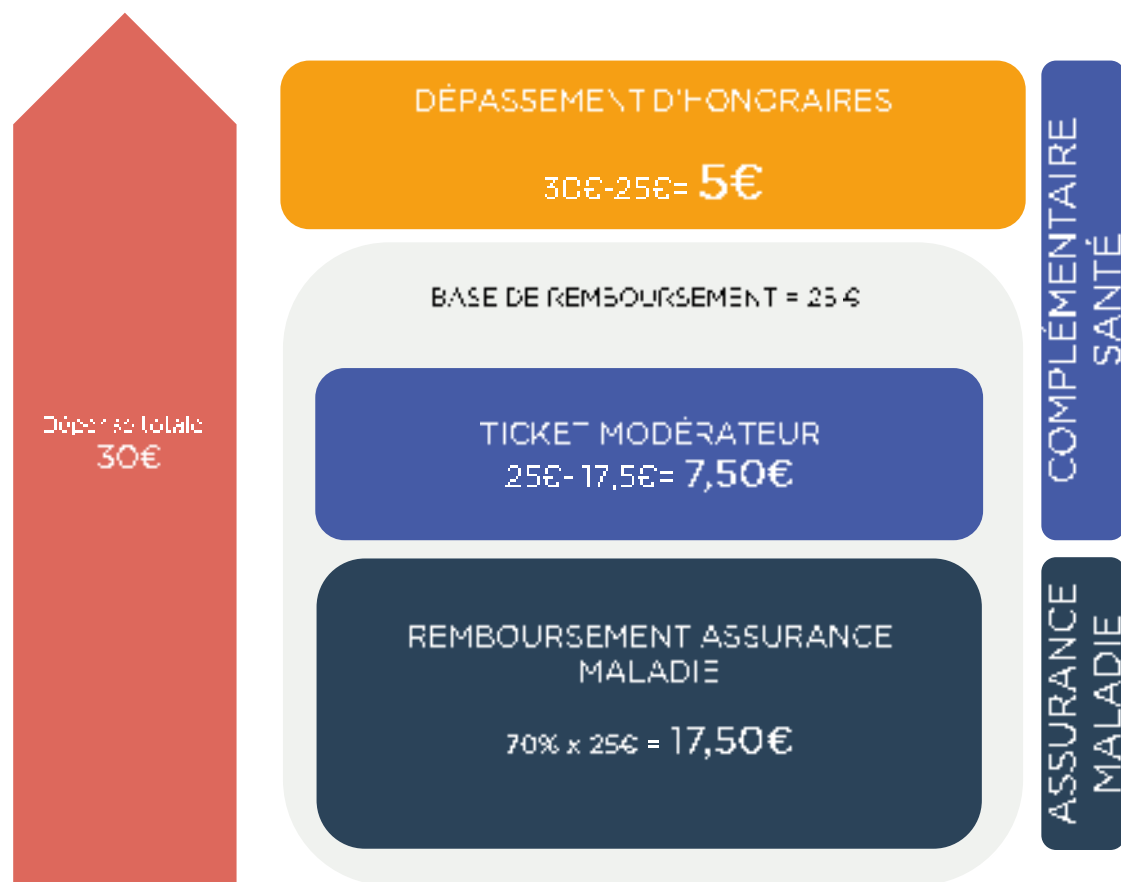 DÉPASSEMENT D'HONORAIRES
30€-25€= 5€
BASE DE REMBOURSEMENT = 25 €
Dépense totale
30€
TICKET MODÉRATEUR
25€- 17,5€= 7,50€
REMBOURSEMENT ASSURANCE
MALADIE
70% x 25€ = 17,50€
COMPLÉMENTAIRE
SANTÉ
ASSURANCE
MALADIE